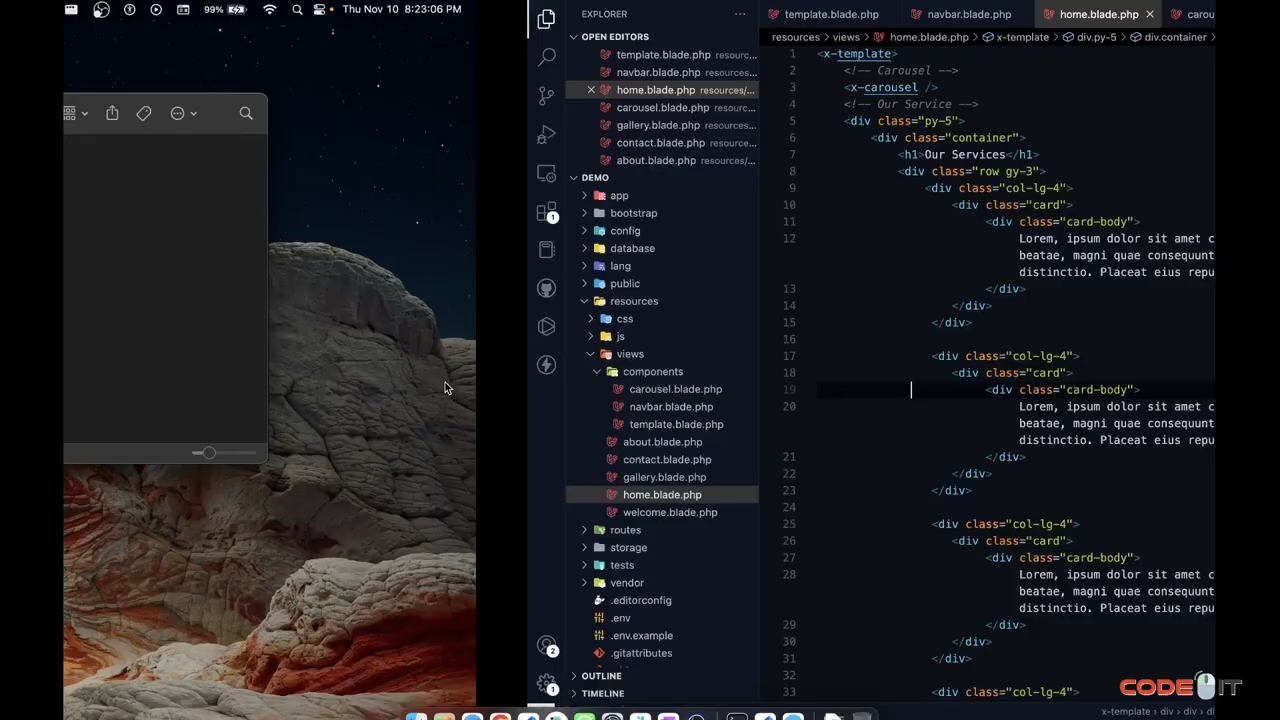 99%
Thu Nov 10 8:23:06 PM
EXPLORER
OPEN EDITORS
template.blade.php resourc...
navbar.blade.php resources...
home.blade.php resources/...
carousel.blade.php resourc...
gallery.blade.php resources...
contact.blade.php resource...
about.blade.php resources/...
DEMO
app
bootstrap
config
database
lang
public
resources
css
js
views
components
carousel.blade.php
navbar.blade.php
template.blade.php
about.blade.php
contact.blade.php
gallery.blade.php
home.blade.php
welcome.blade.php
routes
storage
tests
vendor
.editorconfig
.env
.env.example
.gitattributes
OUTLINE
TIMELINE
1
2
1
template.blade.php
navbar.blade.php
home.blade.php
carou
resources > views > home.blade.php > x-template > div.py-5 > div.container >
1 <x-template>
2 <!-- Carousel -->
3 <x-carousel />
4 <!-- Our Service -->
5 <div class="py-5">
6 <div class="container">
7 <h1>Our Services</h1>
8 <div class="row gy-3">
9 <div class="col-lg-4">
10 <div class="card">
11 <div class="card-body">
12 Lorem, ipsum dolor sit amet c
beatae, magni quae consequunt
distinctio. Placeat eius repu
13 </div>
14 </div>
15 </div>
16
17 <div class="col-lg-4">
18 <div class="card">
19 <div class="card-body">
20 Lorem, ipsum dolor sit amet c
beatae, magni quae consequunt
distinctio. Placeat eius repu
21 </div>
22 </div>
23 </div>
24
25 <div class="col-lg-4">
26 <div class="card">
27 <div class="card-body">
28 Lorem, ipsum dolor sit amet c
beatae, magni quae consequunt
distinctio. Placeat eius repu
29 </div>
30 </div>
31 </div>
32
33 <div class="col-lg-4">
CODE IT
x-template > div > div > di